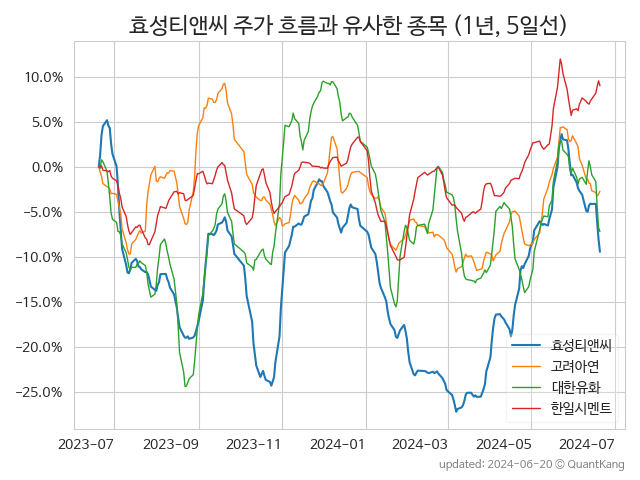 효성티앤씨 주가 흐름과 유사한 종목 (1년, 5일선)
10.0%
5.0%
0.0%
−5.0%
−10.0%
−15.0%
−20.0%
−25.0%
효성티앤씨
고려아연
대한유화
한일시멘트
2023-07
2023-09
2023-11
2024-01
2024-03
2024-05
2024-07
updated: 2024-06-20 © QuantKang